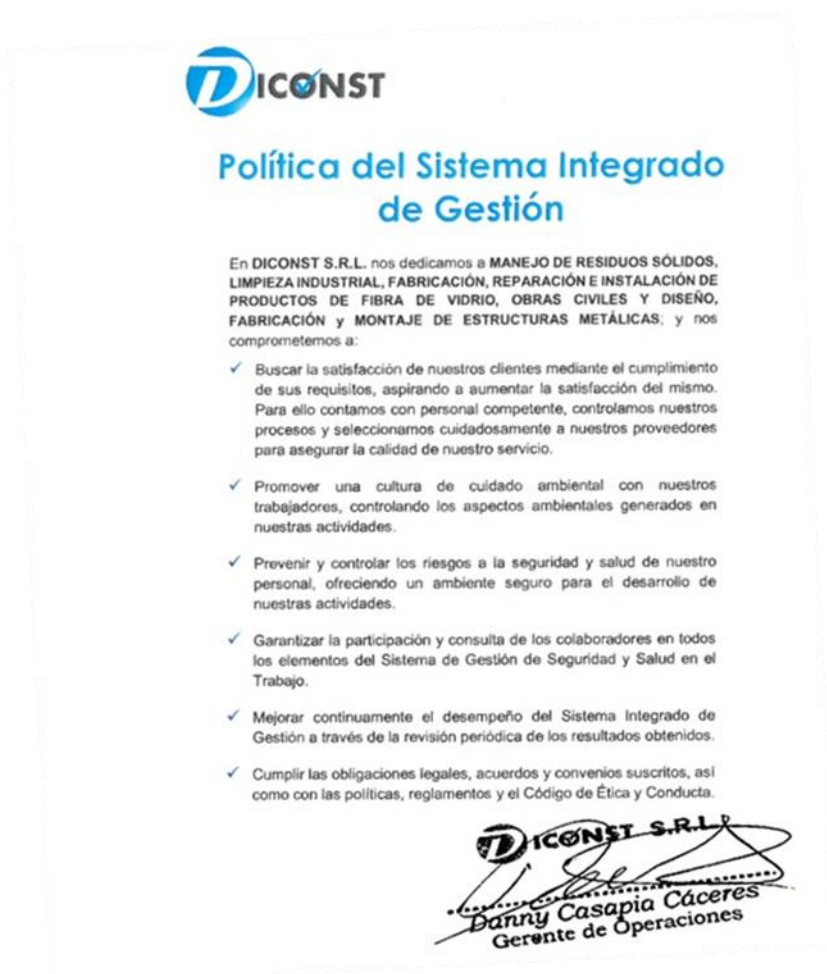 DICONST
Política del Sistema Integrado
de Gestión
En DICONST S.R.L. nos dedicamos a MANEJO DE RESIDUOS SÓLIDOS,
LIMPIEZA INDUSTRIAL, FABRICACIÓN, REPARACIÓN E INSTALACIÓN DE
PRODUCTOS DE FIBRA DE VIDRIO, OBRAS CIVILES Y DISEÑO,
FABRICACIÓN y MONTAJE DE ESTRUCTURAS METÁLICAS; y nos
comprometemos a:
✓ Buscar la satisfacción de nuestros clientes mediante el cumplimiento
de sus requisitos, aspirando a aumentar la satisfacción del mismo.
Para ello contamos con personal competente, controlamos nuestros
procesos y seleccionamos cuidadosamente a nuestros proveedores
para asegurar la calidad de nuestro servicio.
✓ Promover una cultura de cuidado ambiental con nuestros
trabajadores, controlando los aspectos ambientales generados en
nuestras actividades.
✓ Prevenir y controlar los riesgos a la seguridad y salud de nuestro
personal, ofreciendo un ambiente seguro para el desarrollo de
nuestras actividades.
✓ Garantizar la participación y consulta de los colaboradores en todos
los elementos del Sistema de Gestión de Seguridad y Salud en el
Trabajo.
✓ Mejorar continuamente el desempeño del Sistema Integrado de
Gestión a través de la revisión periódica de los resultados obtenidos.
✓ Cumplir las obligaciones legales, acuerdos y convenios suscritos, así
como con las políticas, reglamentos y el Código de Ética y Conducta.
DICONST S.R.L
Danny Casapia Cáceres
Gerente de Operaciones